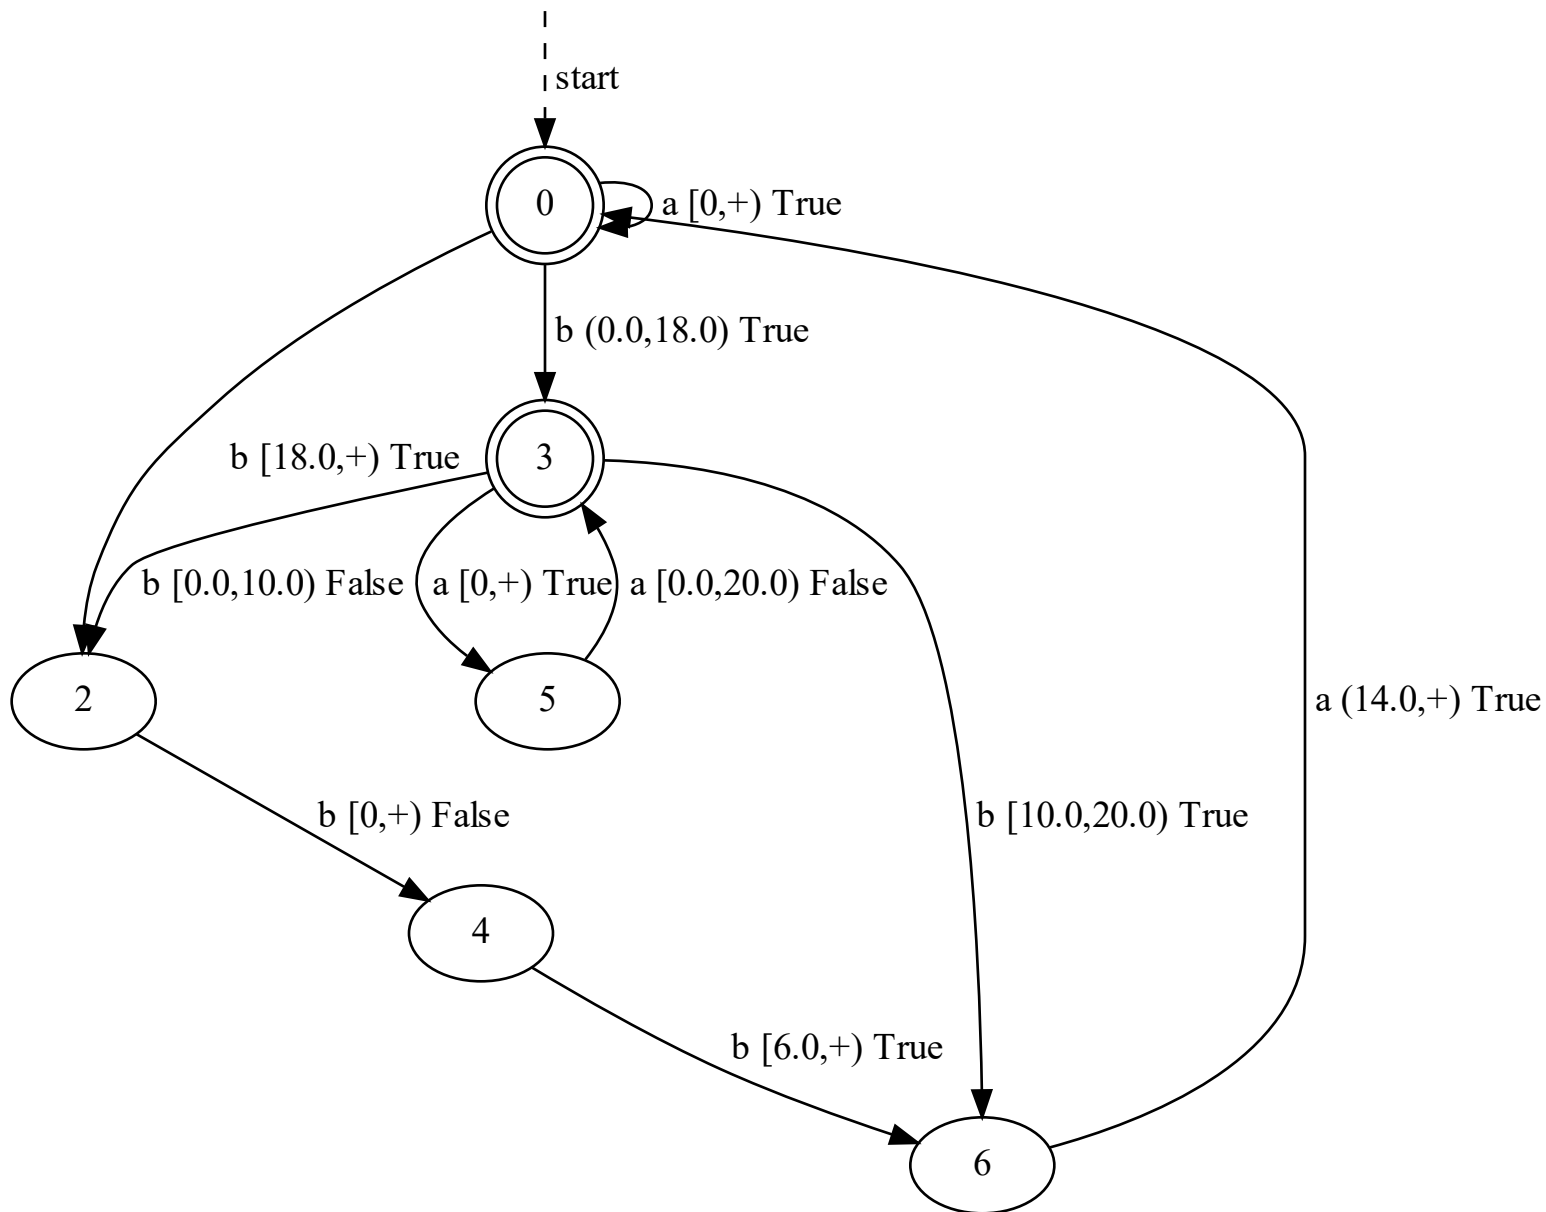 start
0
a [0,+) True
b (0.0,18.0) True
b [18.0,+) True
3
b [0.0,10.0) False
a [0,+) True
a [0.0,20.0) False
2
5
a (14.0,+) True
b [0,+) False
b [10.0,20.0) True
4
b [6.0,+) True
6